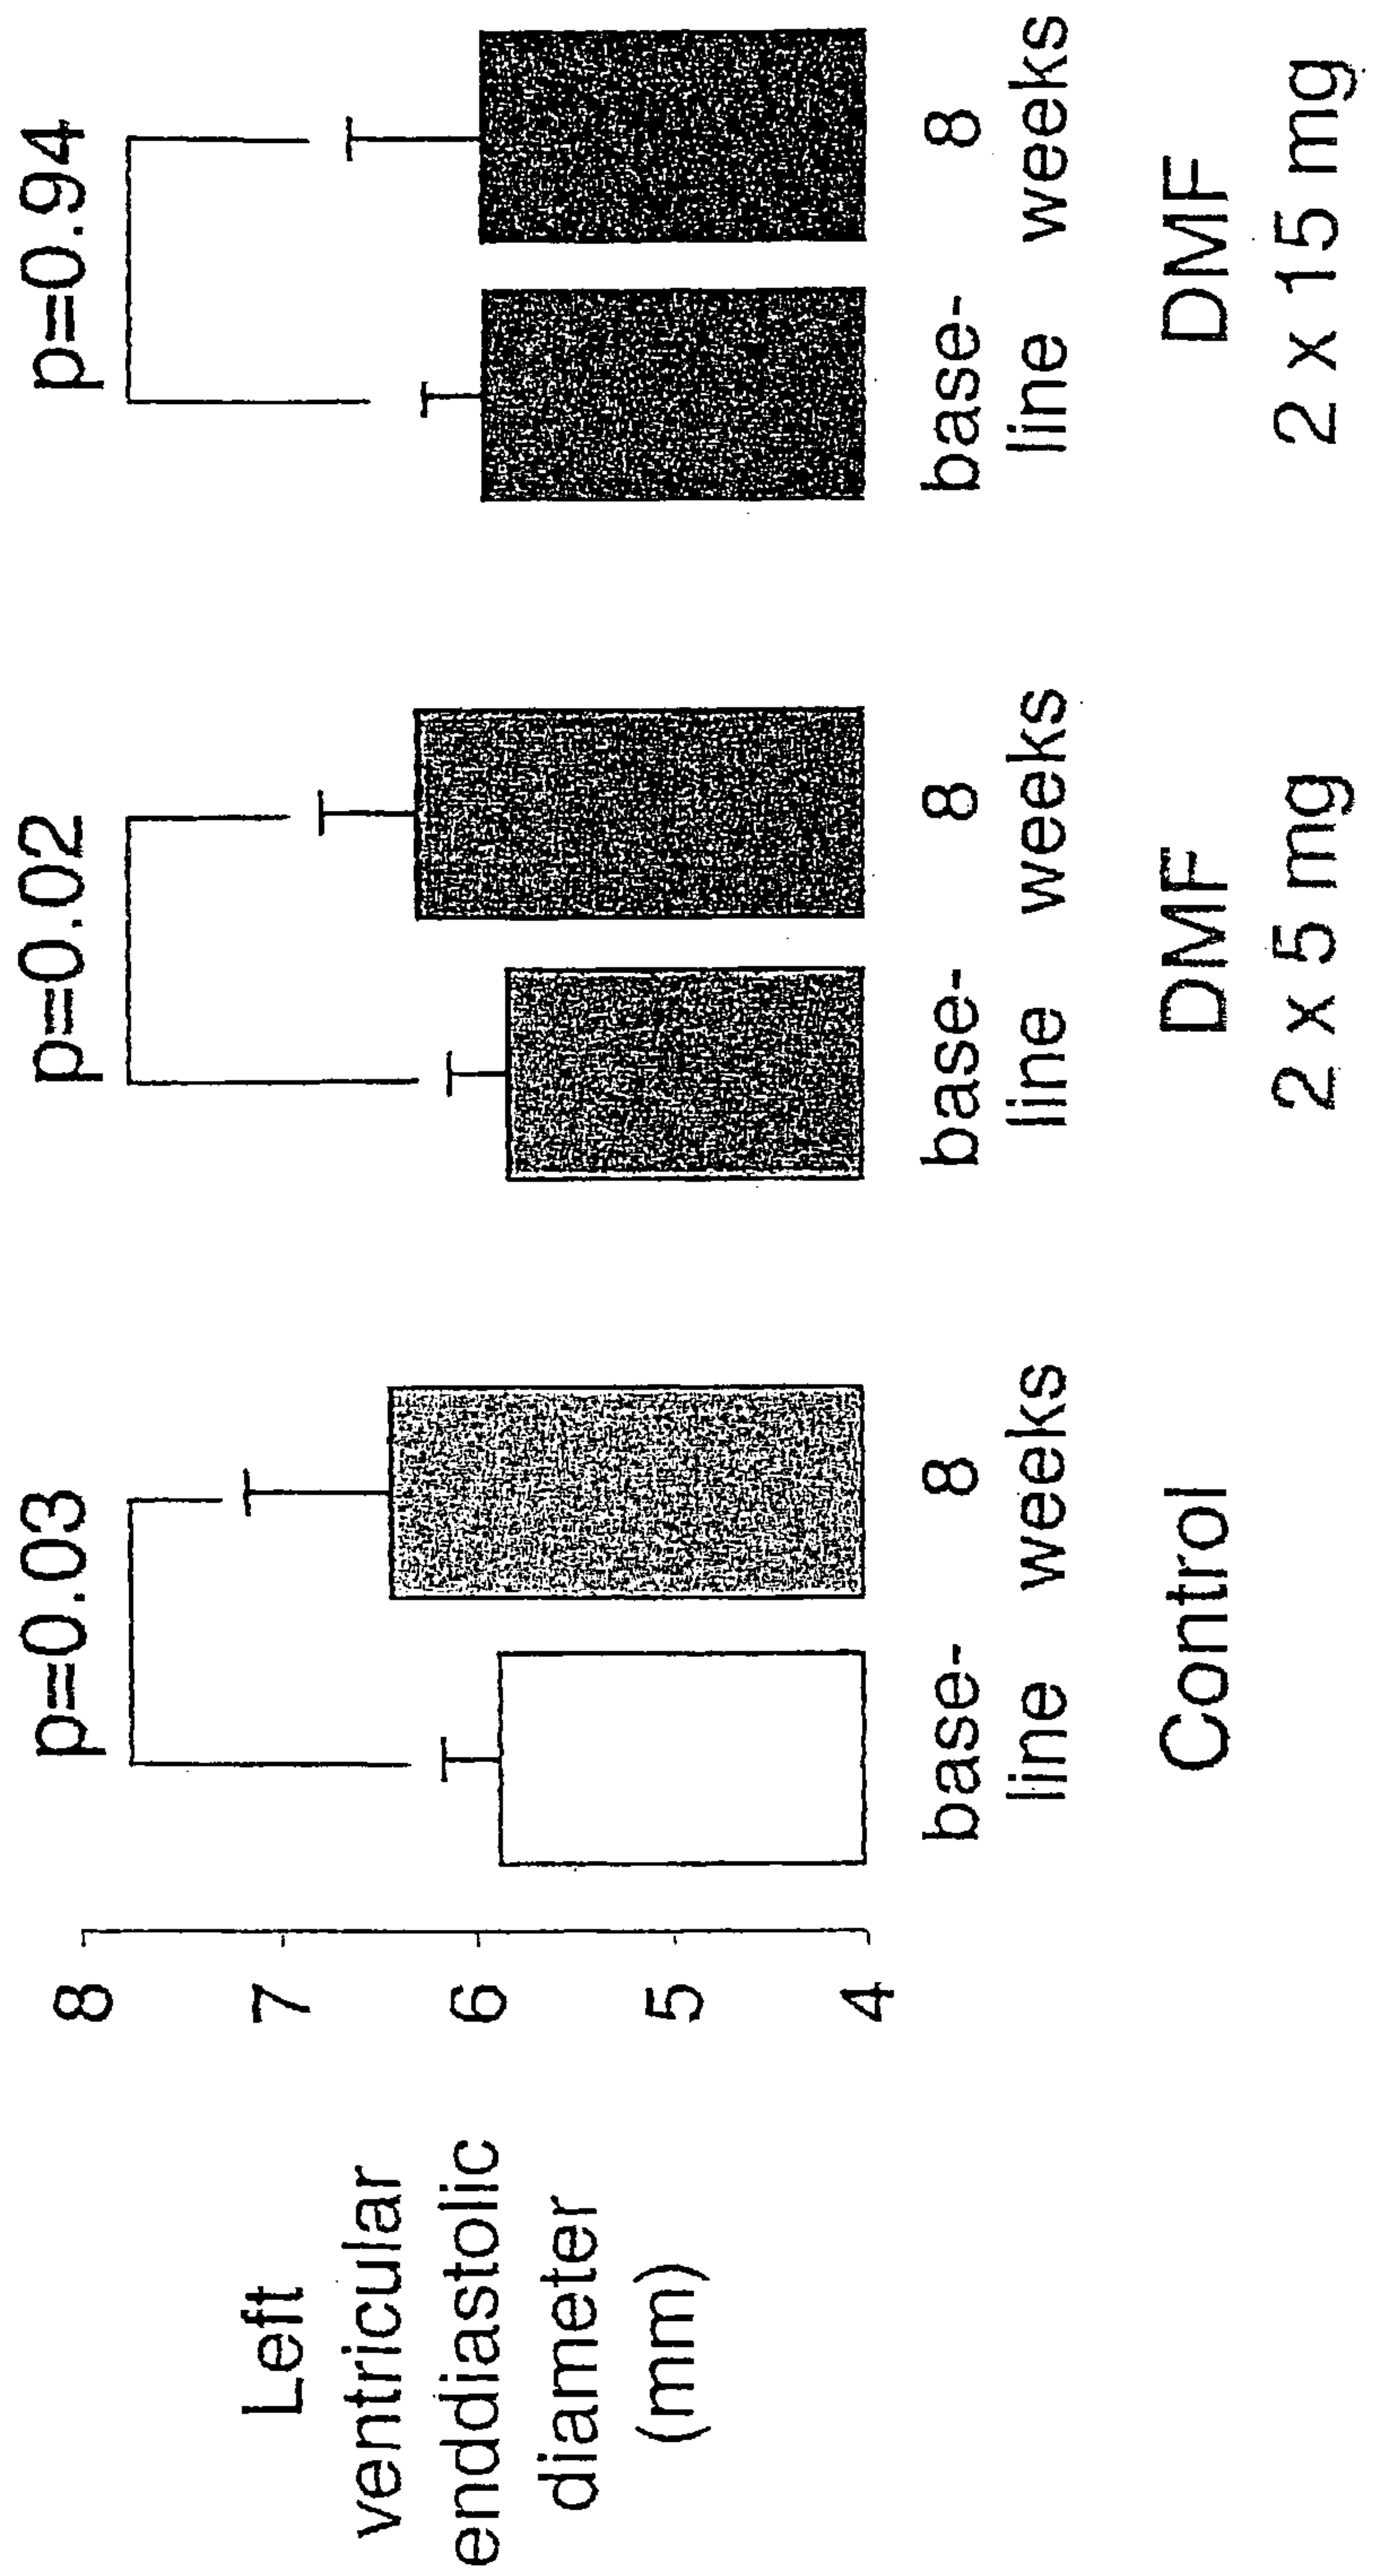 p=0.03
p=0.02
p=0.94
8
7
6
5
4
Left
ventricular
enddiastolic
diameter
(mm)
base-
line
8
weeks
base-
line
8
weeks
base-
line
8
weeks
Control
DMF
2 x 5 mg
DMF
2 x 15 mg